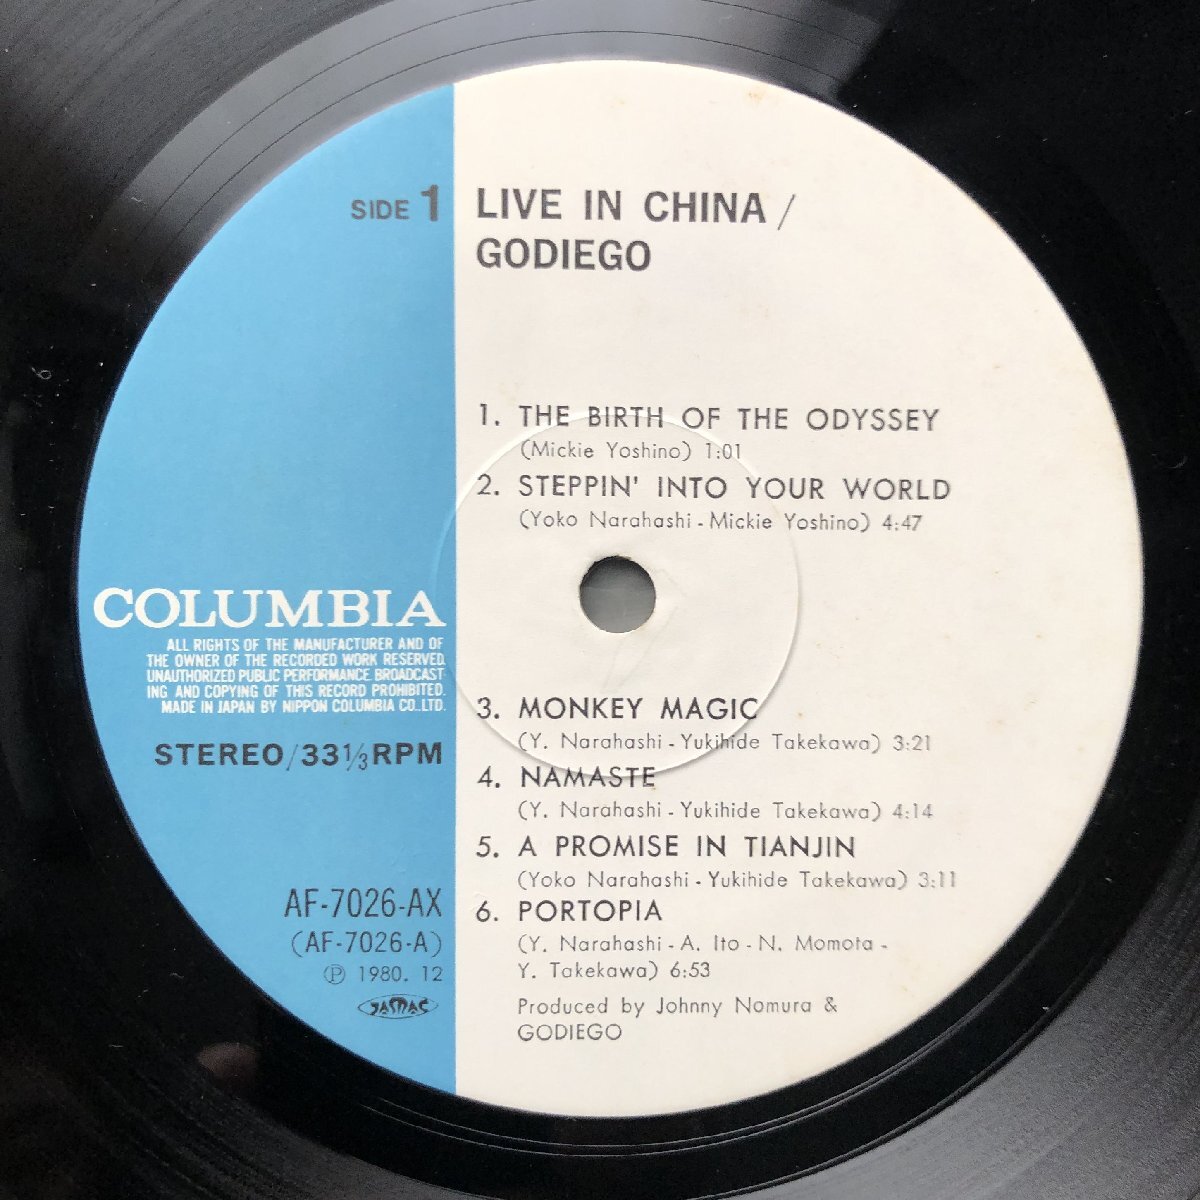 SIDE 1
LIVE IN CHINA /
GODIEGO
1. THE BIRTH OF THE ODYSSEY
(Mickie Yoshino) 1:01
2. STEPPIN' INTO YOUR WORLD
(Yoko Narahashi - Mickie Yoshino) 4:47
COLUMBIA
ALL RIGHTS OF THE MANUFACTURER AND OF
THE OWNER OF THE RECORDED WORK RESERVED.
UNAUTHORIZED PUBLIC PERFORMANCE. BROADCAST
ING AND COPYING OF THIS RECORD PROHIBITED.
MADE IN JAPAN BY NIPPON COLUMBIA CO.,LTD.
STEREO/33 1/3 RPM
3. MONKEY MAGIC
(Y. Narahashi - Yukihide Takekawa) 3:21
4. NAMASTE
(Y. Narahashi - Yukihide Takekawa) 4:14
5. A PROMISE IN TIANJIN
(Yoko Narahashi - Yukihide Takekawa) 3:11
6. PORTOPIA
(Y. Narahashi - A. Ito - N. Momota -
Y. Takekawa) 6:53
Produced by Johnny Nomura &
GODIEGO
AF-7026-AX
(AF-7026-A)
Ⓟ 1980. 12
JASRAC